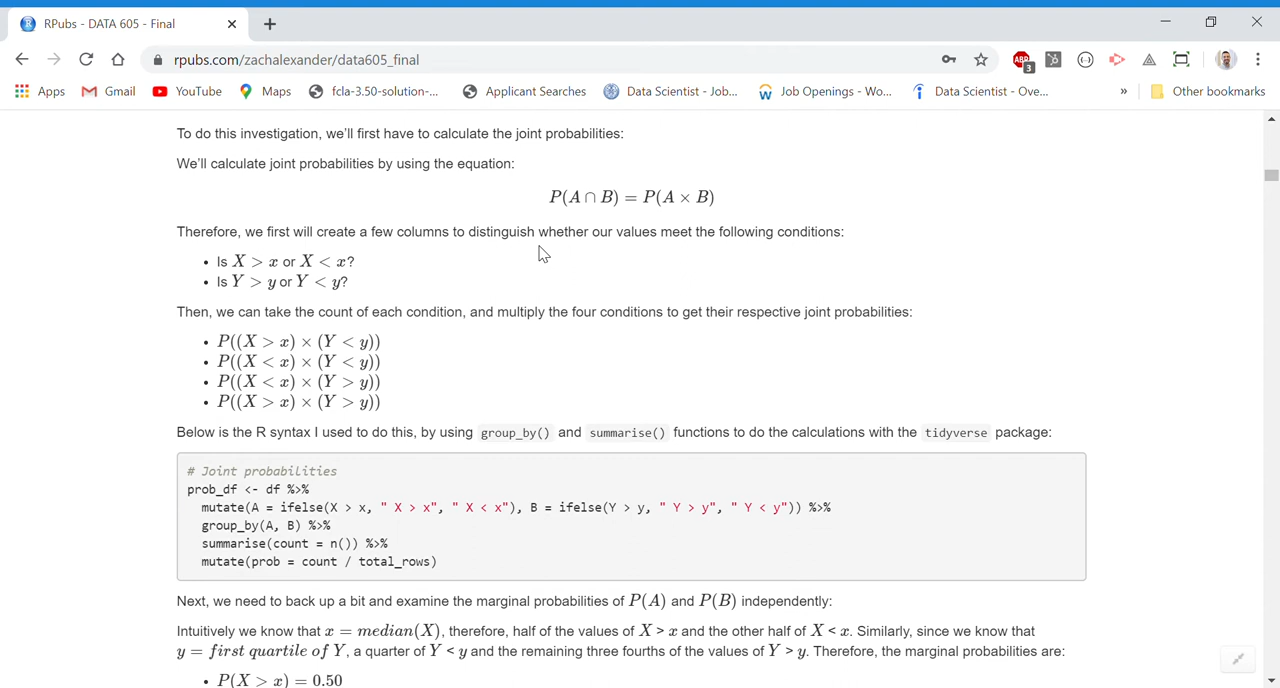 RPubs - DATA 605 - Final
rpubs.com/zachalexander/data605_final
ABP
3
Apps
Gmail
YouTube
Maps
fcla-3.50-solution-...
Applicant Searches
Data Scientist - Job...
Job Openings - Wo...
Data Scientist - Ove...
»
Other bookmarks
To do this investigation, we'll first have to calculate the joint probabilities:
We'll calculate joint probabilities by using the equation:
P(A ∩ B) = P(A × B)
Therefore, we first will create a few columns to distinguish whether our values meet the following conditions:
• Is X > x or X < x?
• Is Y > y or Y < y?
Then, we can take the count of each condition, and multiply the four conditions to get their respective joint probabilities:
• P((X > x) × (Y < y))
• P((X < x) × (Y < y))
• P((X < x) × (Y > y))
• P((X > x) × (Y > y))
Below is the R syntax I used to do this, by using group_by() and summarise() functions to do the calculations with the tidyverse package:
# Joint probabilities
prob_df <- df %>%
mutate(A = ifelse(X > x, " X > x", " X < x"), B = ifelse(Y > y, " Y > y", " Y < y")) %>%
group_by(A, B) %>%
summarise(count = n()) %>%
mutate(prob = count / total_rows)
Next, we need to back up a bit and examine the marginal probabilities of P(A) and P(B) independently:
Intuitively we know that x = median(X), therefore, half of the values of X > x and the other half of X < x. Similarly, since we know that
y = first quartile of Y, a quarter of Y < y and the remaining three fourths of the values of Y > y. Therefore, the marginal probabilities are:
• P(X > x) = 0.50